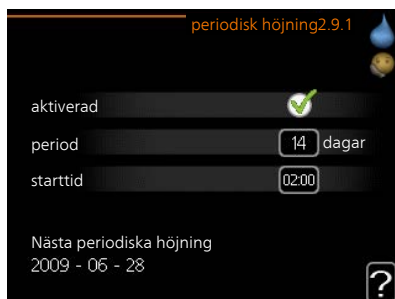 periodisk höjning2.9.1
aktiverad
period 14 dagar
starttid 02:00
Nästa periodiska höjning
2009 - 06 - 28
?